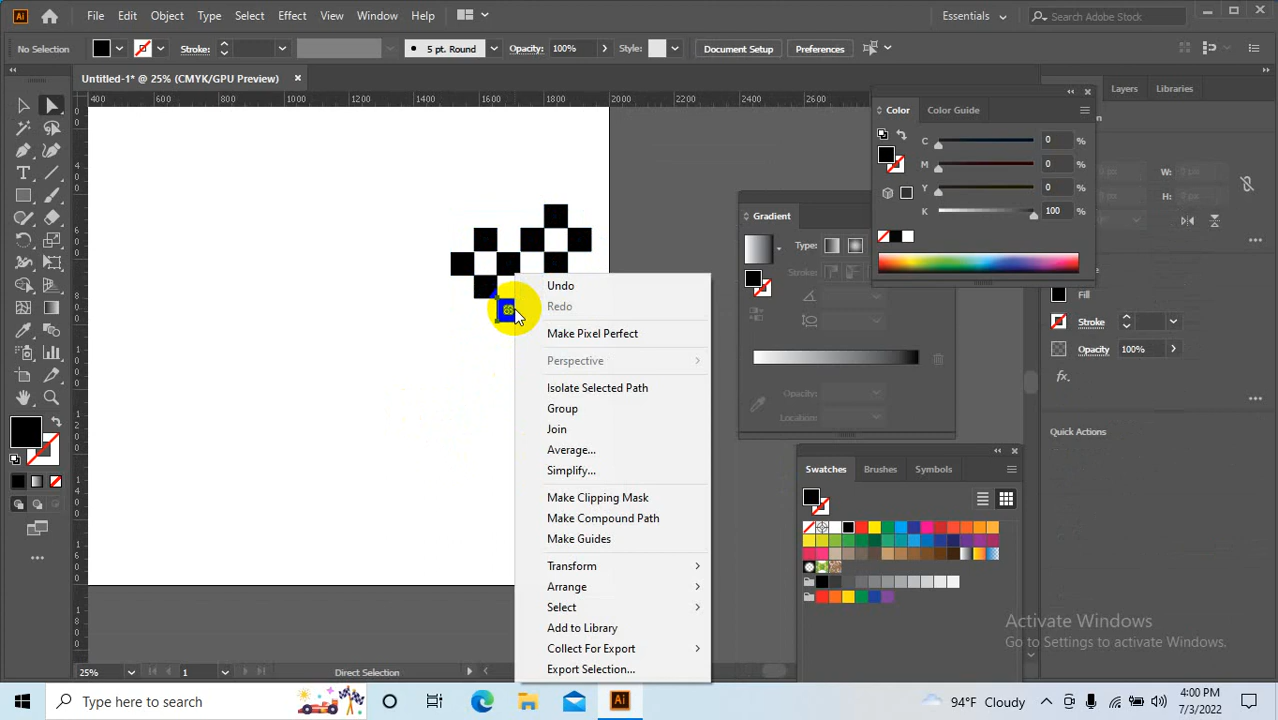 Ai File Edit Object Type Select Effect View Window Help Essentials Search Adobe Stock
No Selection Stroke: 5 pt. Round Opacity: 100% Style: Document Setup Preferences
Untitled-1* @ 25% (CMYK/GPU Preview)
Layers Libraries
400 600 800 1000 1200 1400 1600 1800 2000 2200 2400 2600
Color Color Guide
C 0 %
M 0 %
Y 0 %
K 100 %
W:
H:
Gradient
Type:
Strokes:
Opacity:
Location:
Fill
Stroke
Opacity 100%
fx.
Quick Actions
Undo
Redo
Make Pixel Perfect
Perspective
Isolate Selected Path
Group
Join
Average...
Simplify...
Make Clipping Mask
Make Compound Path
Make Guides
Transform
Arrange
Select
Add to Library
Collect For Export
Export Selection...
Swatches Brushes Symbols
Activate Windows
Go to Settings to activate Windows.
25% 1 Direct Selection
Type here to search
Ai
94°F Cloudy
4:00 PM
7/3/2022